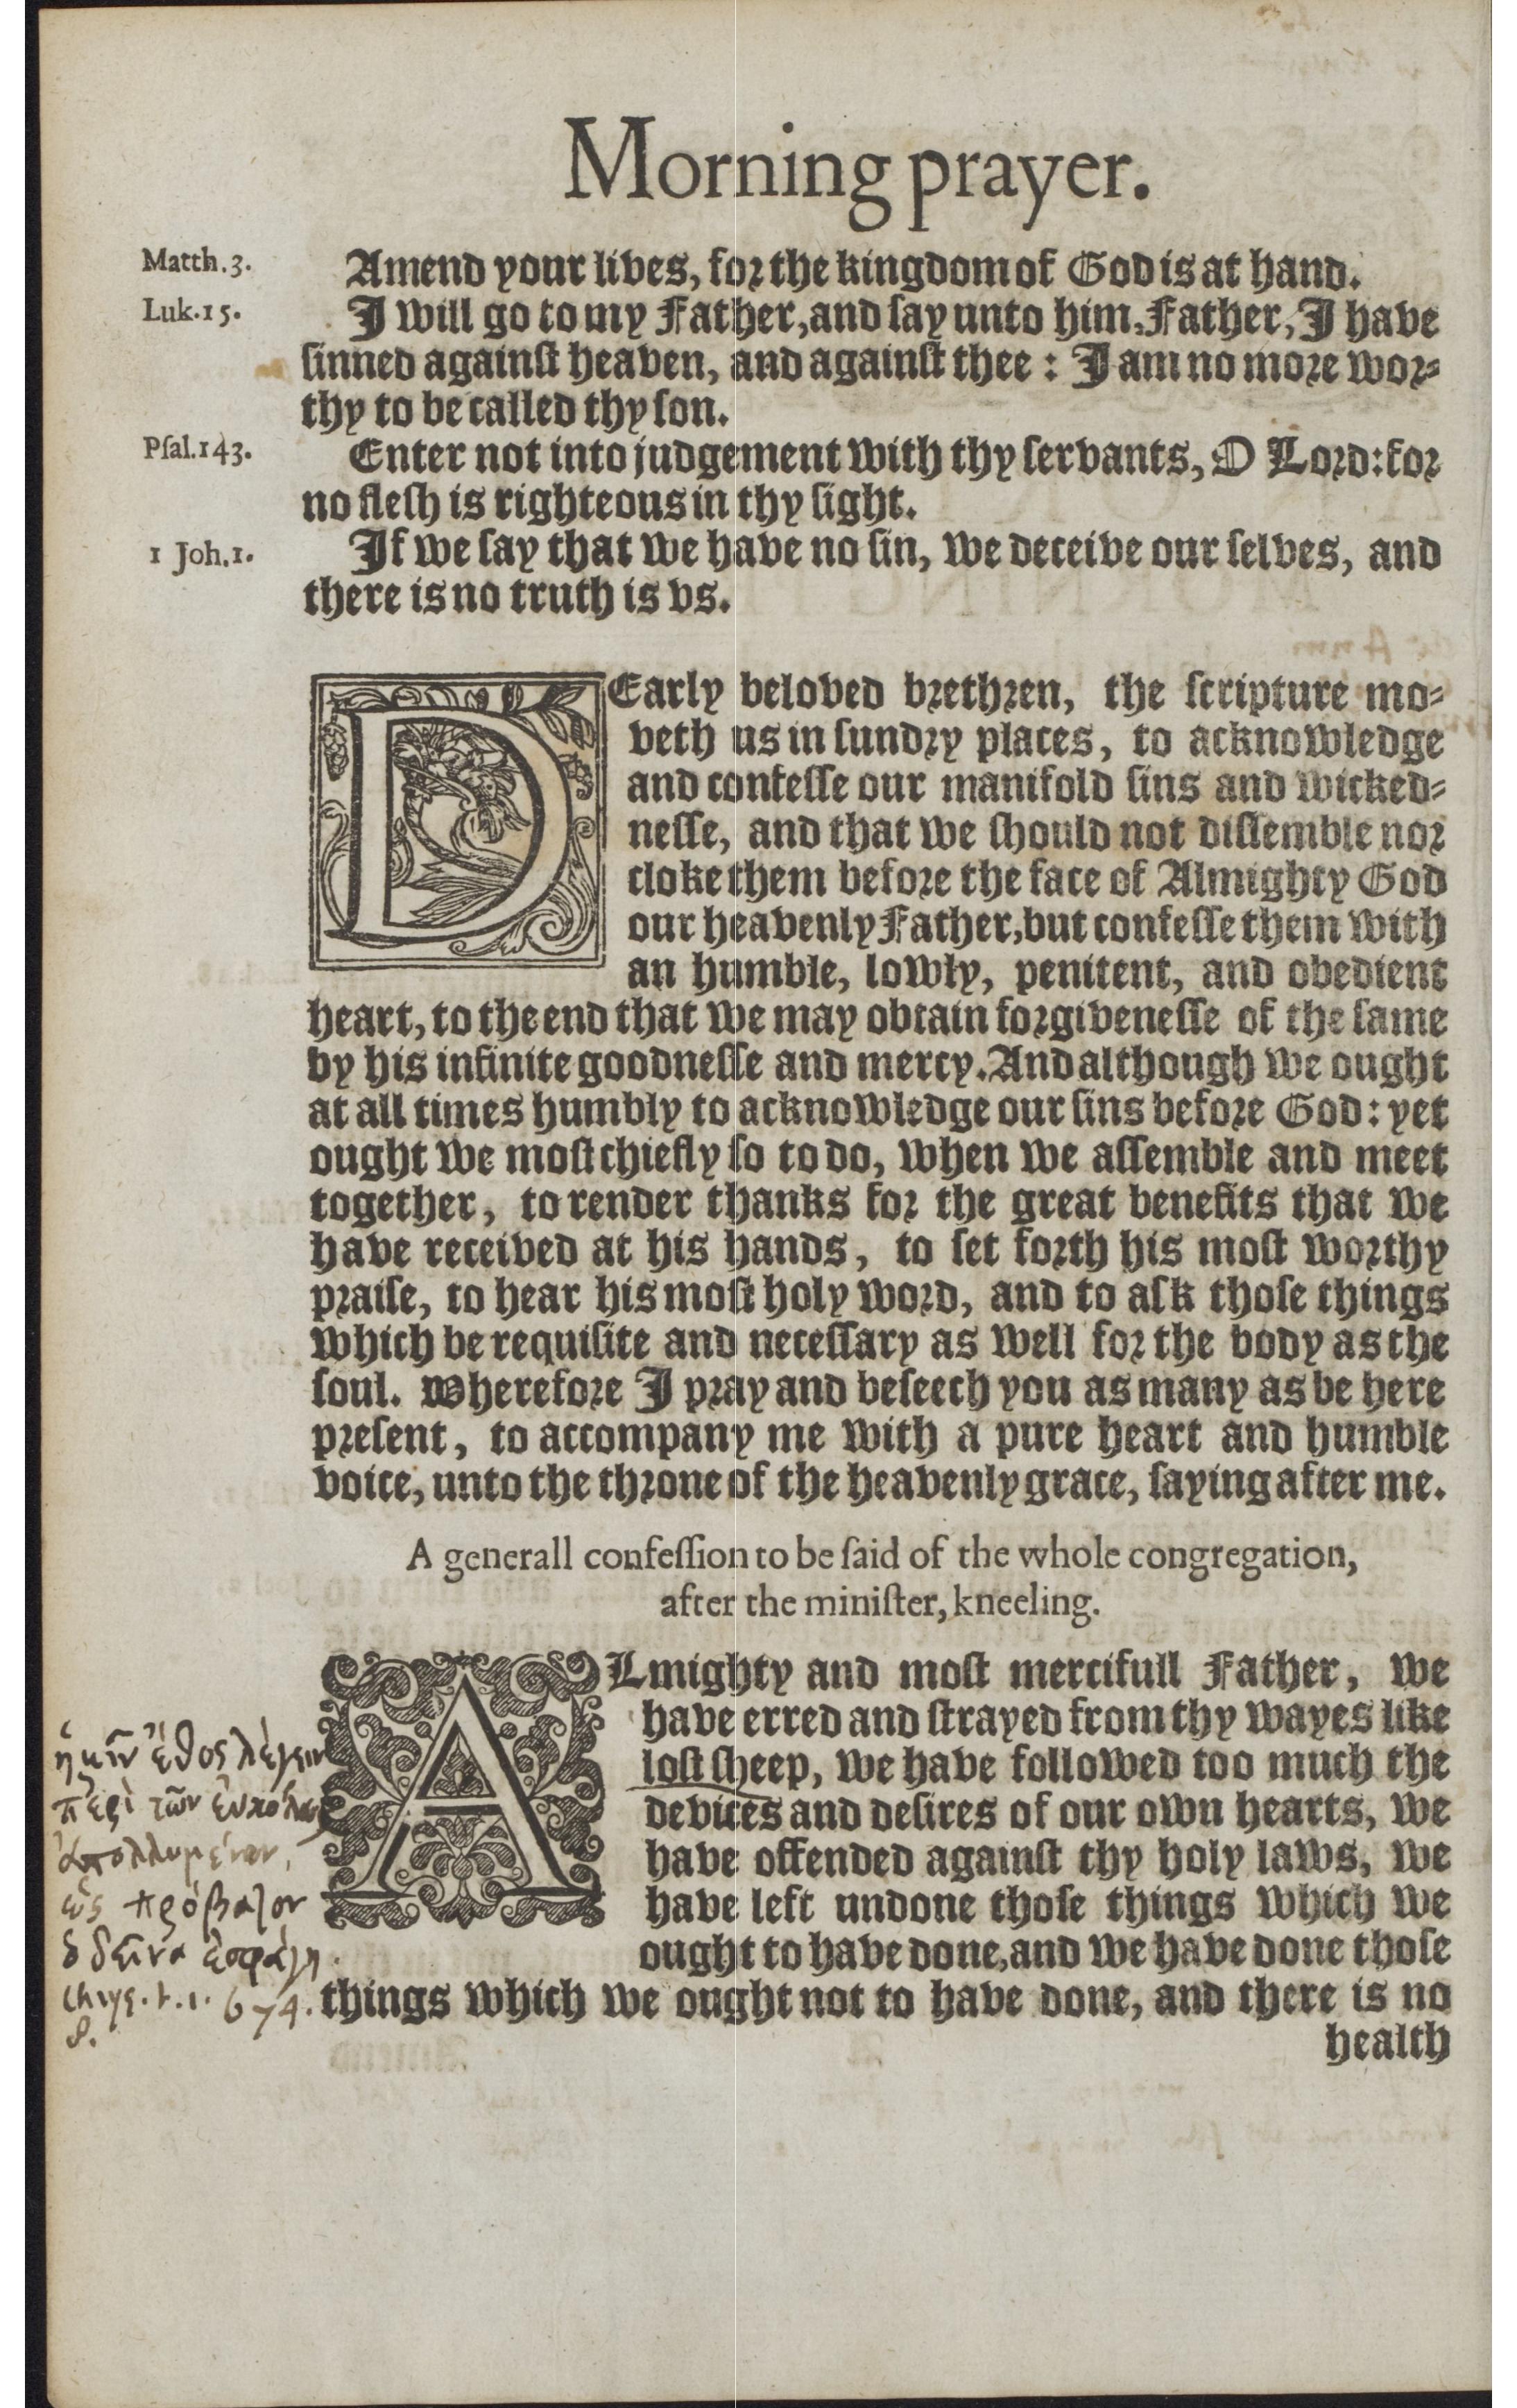 Morning prayer.
Matth.3.
Amend your lives, for the kingdom of God is at hand.
Luk.15.
I will go to my Father, and ſay unto him, Father, I have
ſinned againſt heaven, and againſt thee : I am no more wor-
thy to be called thy ſon.
Pſal.143.
Enter not into judgement with thy ſervants, O Lord: for
no fleſh is righteous in thy ſight.
1 Joh.1.
If we ſay that we have no ſin, we deceive our ſelves, and
there is no truth is vs.
DEarly beloved brethren, the ſcripture mo-
veth us in ſundry places, to acknowledge
and confeſſe our manifold ſins and wicked-
neſſe, and that we ſhould not diſſemble nor
cloke them before the face of Almighty God
our heavenly Father, but confeſſe them with
an humble, lowly, penitent, and obedient
heart, to the end that we may obtain forgiveneſſe of the ſame
by his infinite goodneſſe and mercy. And although we ought
at all times humbly to acknowledge our ſins before God: yet
ought we moſt chiefly ſo to do, when we aſſemble and meet
together, to render thanks for the great benefits that we
have received at his hands, to ſet forth his moſt worthy
praiſe, to hear his moſt holy word, and to aſk thoſe things
which be requiſite and neceſſary as well for the body as the
ſoul. Wherefore I pray and beſeech you as many as be here
preſent, to accompany me with a pure heart and humble
voice, unto the throne of the heavenly grace, ſaying after me.
A generall confeſſion to be ſaid of the whole congregation,
after the miniſter, kneeling.
ALmighty and moſt mercifull Father, we
have erred and ſtrayed from thy wayes like
loſt ſheep, we have followed too much the
devices and deſires of our own hearts, we
have offended againſt thy holy laws, we
have left undone thoſe things which we
ought to have done, and we have done thoſe
things which we ought not to have done, and there is no
health
ἔθος λέγειν
περὶ τῶν
ἀπολλυμένων,
ὡς πρόβατον
ὁ δεῖνα ἐσφάγη.
Chrys. t. 1. 674.